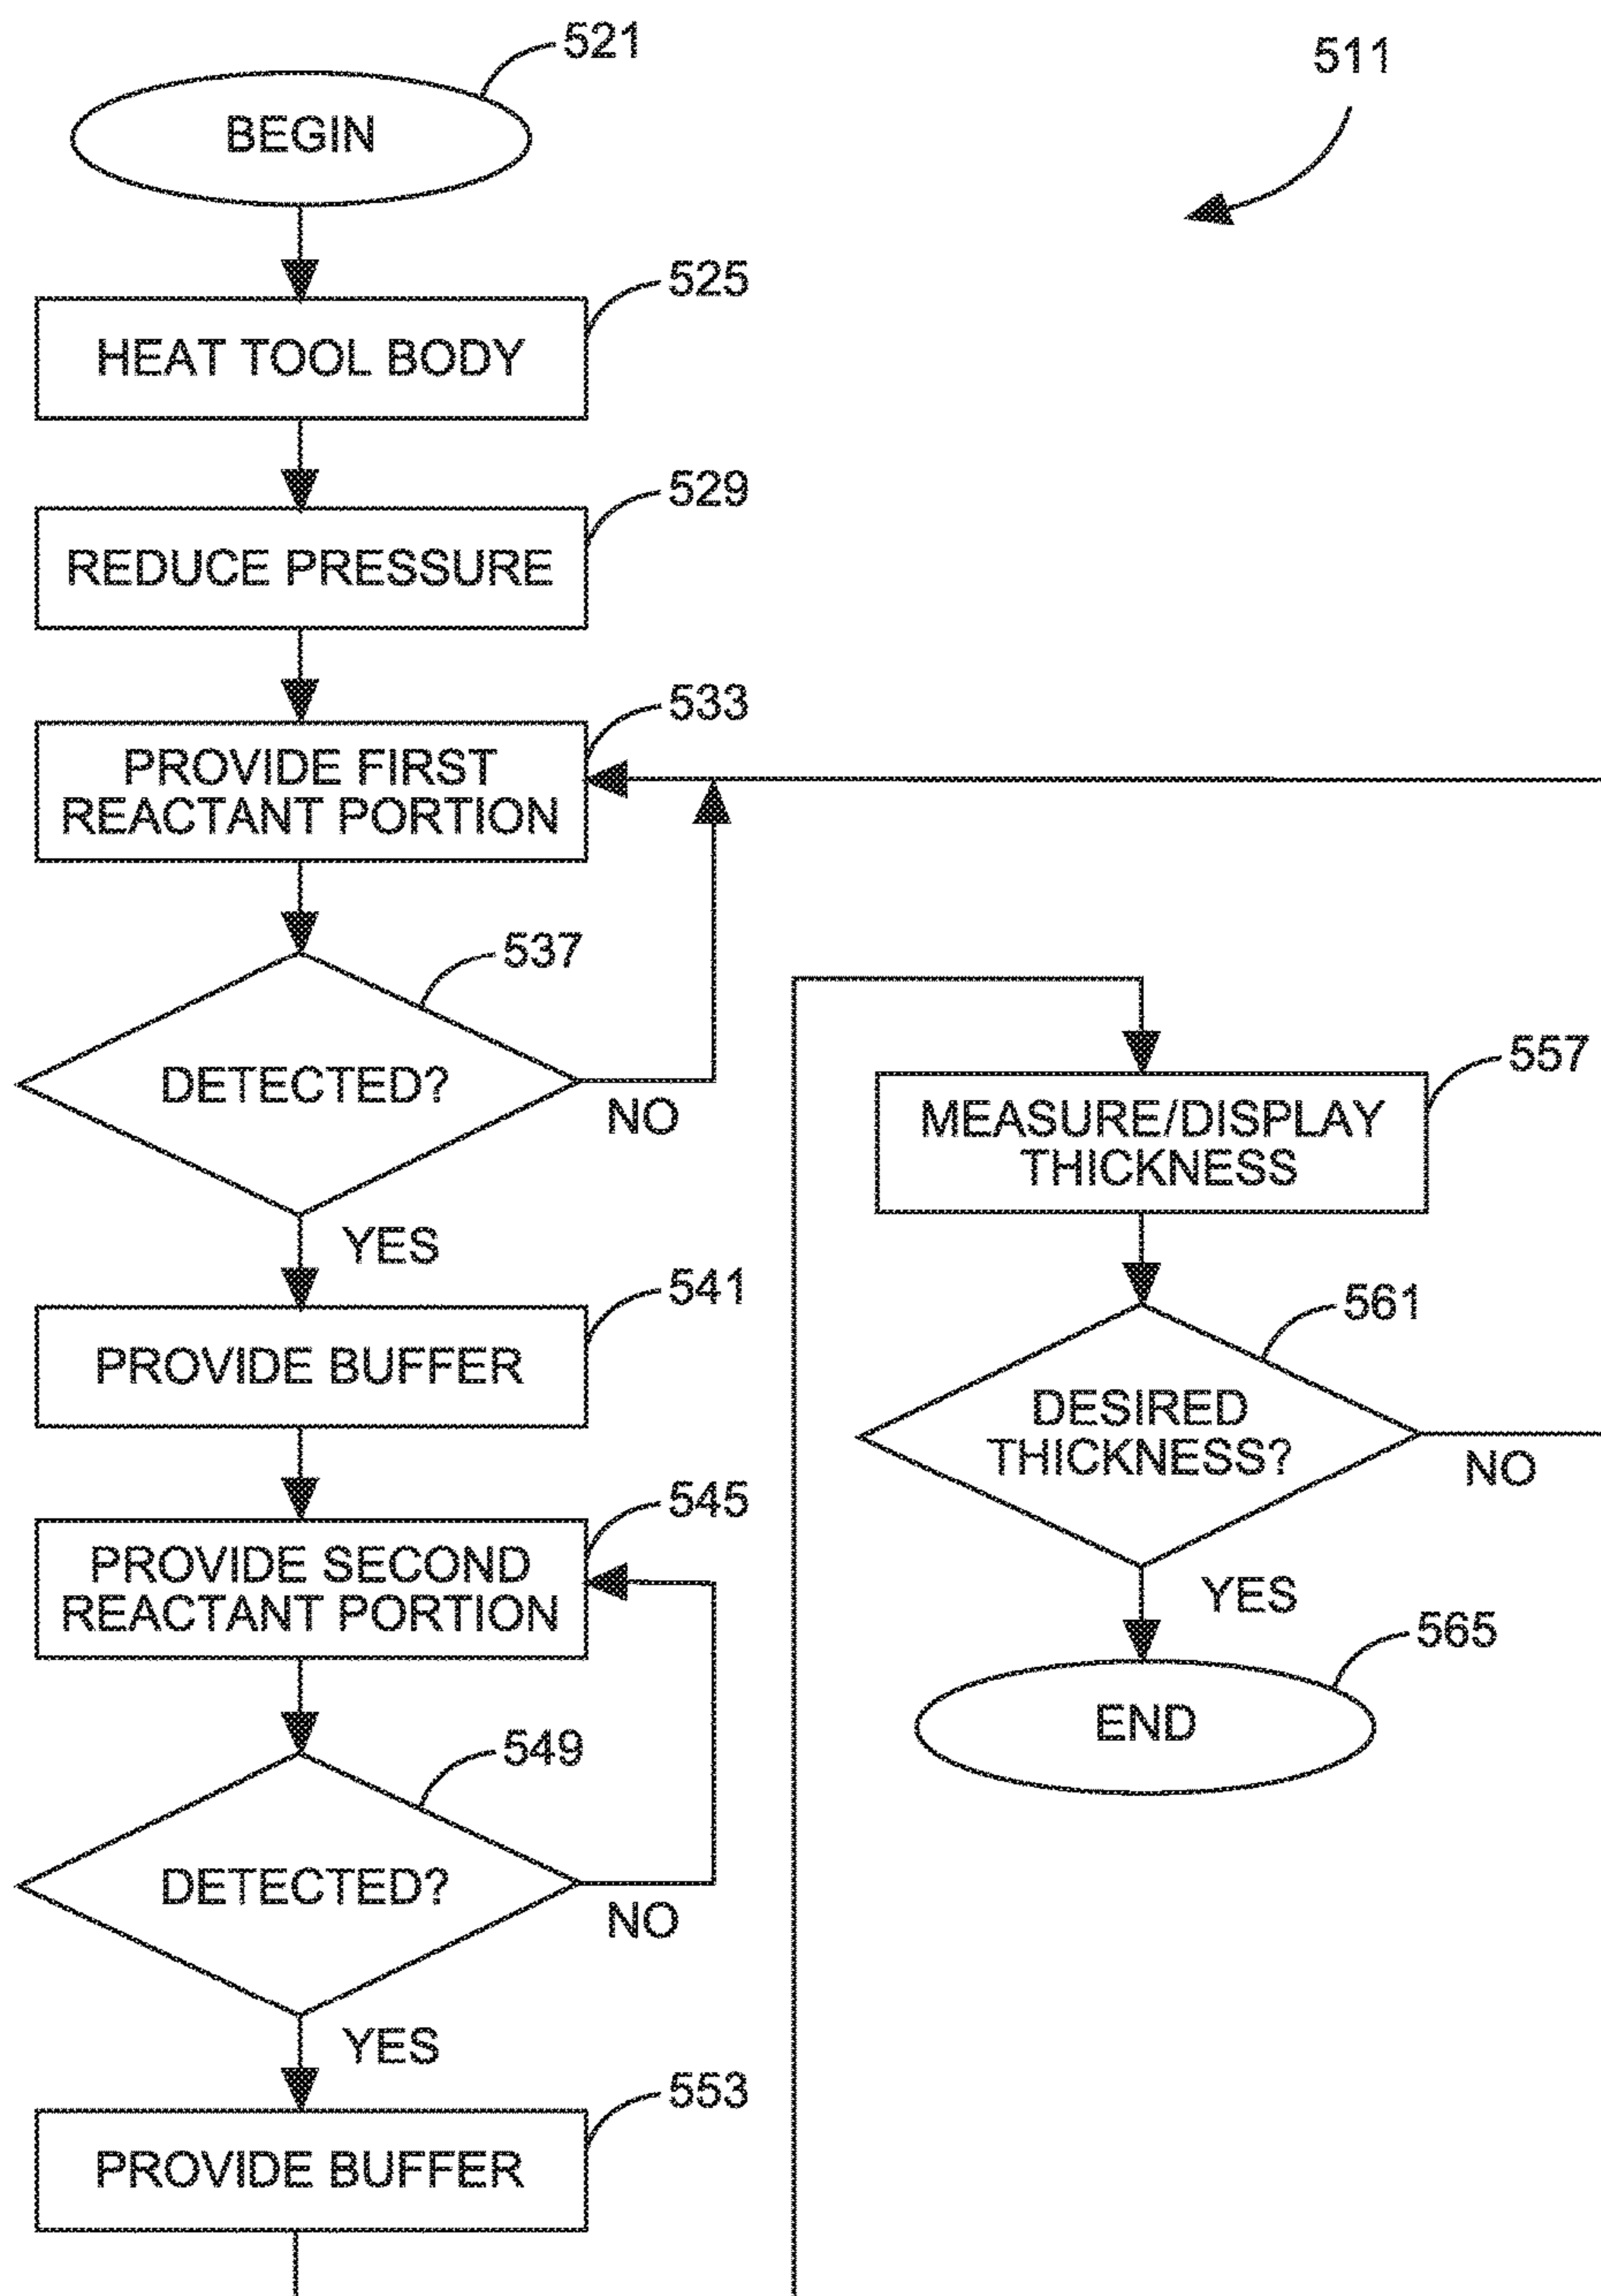 521
BEGIN
511
525
HEAT TOOL BODY
529
REDUCE PRESSURE
533
PROVIDE FIRST
REACTANT PORTION
537
DETECTED?
NO
YES
541
PROVIDE BUFFER
545
PROVIDE SECOND
REACTANT PORTION
549
DETECTED?
NO
YES
553
PROVIDE BUFFER
557
MEASURE/DISPLAY
THICKNESS
561
DESIRED
THICKNESS?
NO
YES
565
END